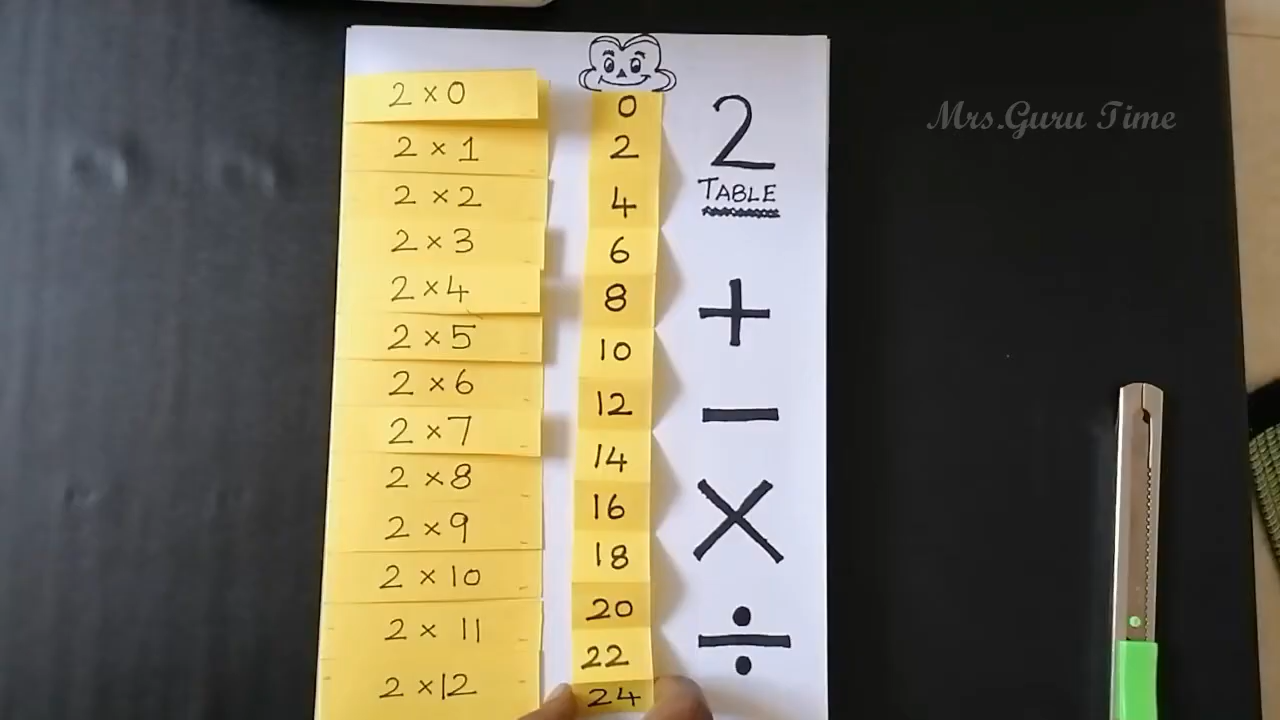 2 × 0
0
2 × 1
2
2 × 2
4
2 × 3
6
2 × 4
8
2 × 5
10
2 × 6
12
2 × 7
14
2 × 8
16
2 × 9
18
2 × 10
20
2 × 11
22
2 × 12
24
2
TABLE
+
−
×
÷
Mrs.Guru Time